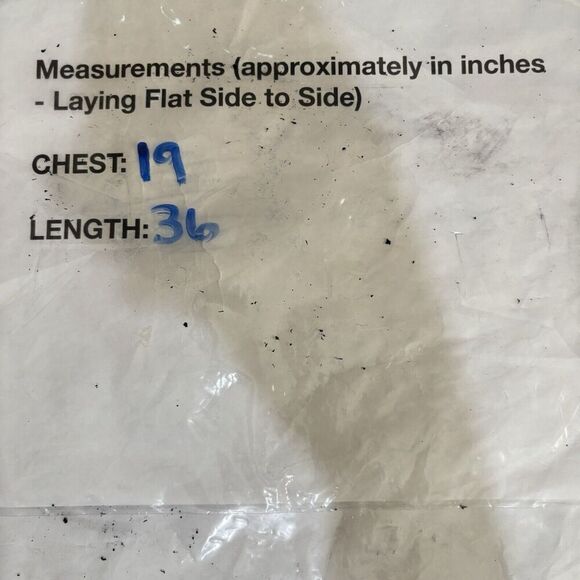 Measurements (approximately in inches
- Laying Flat Side to Side)
CHEST: 19
LENGTH: 36